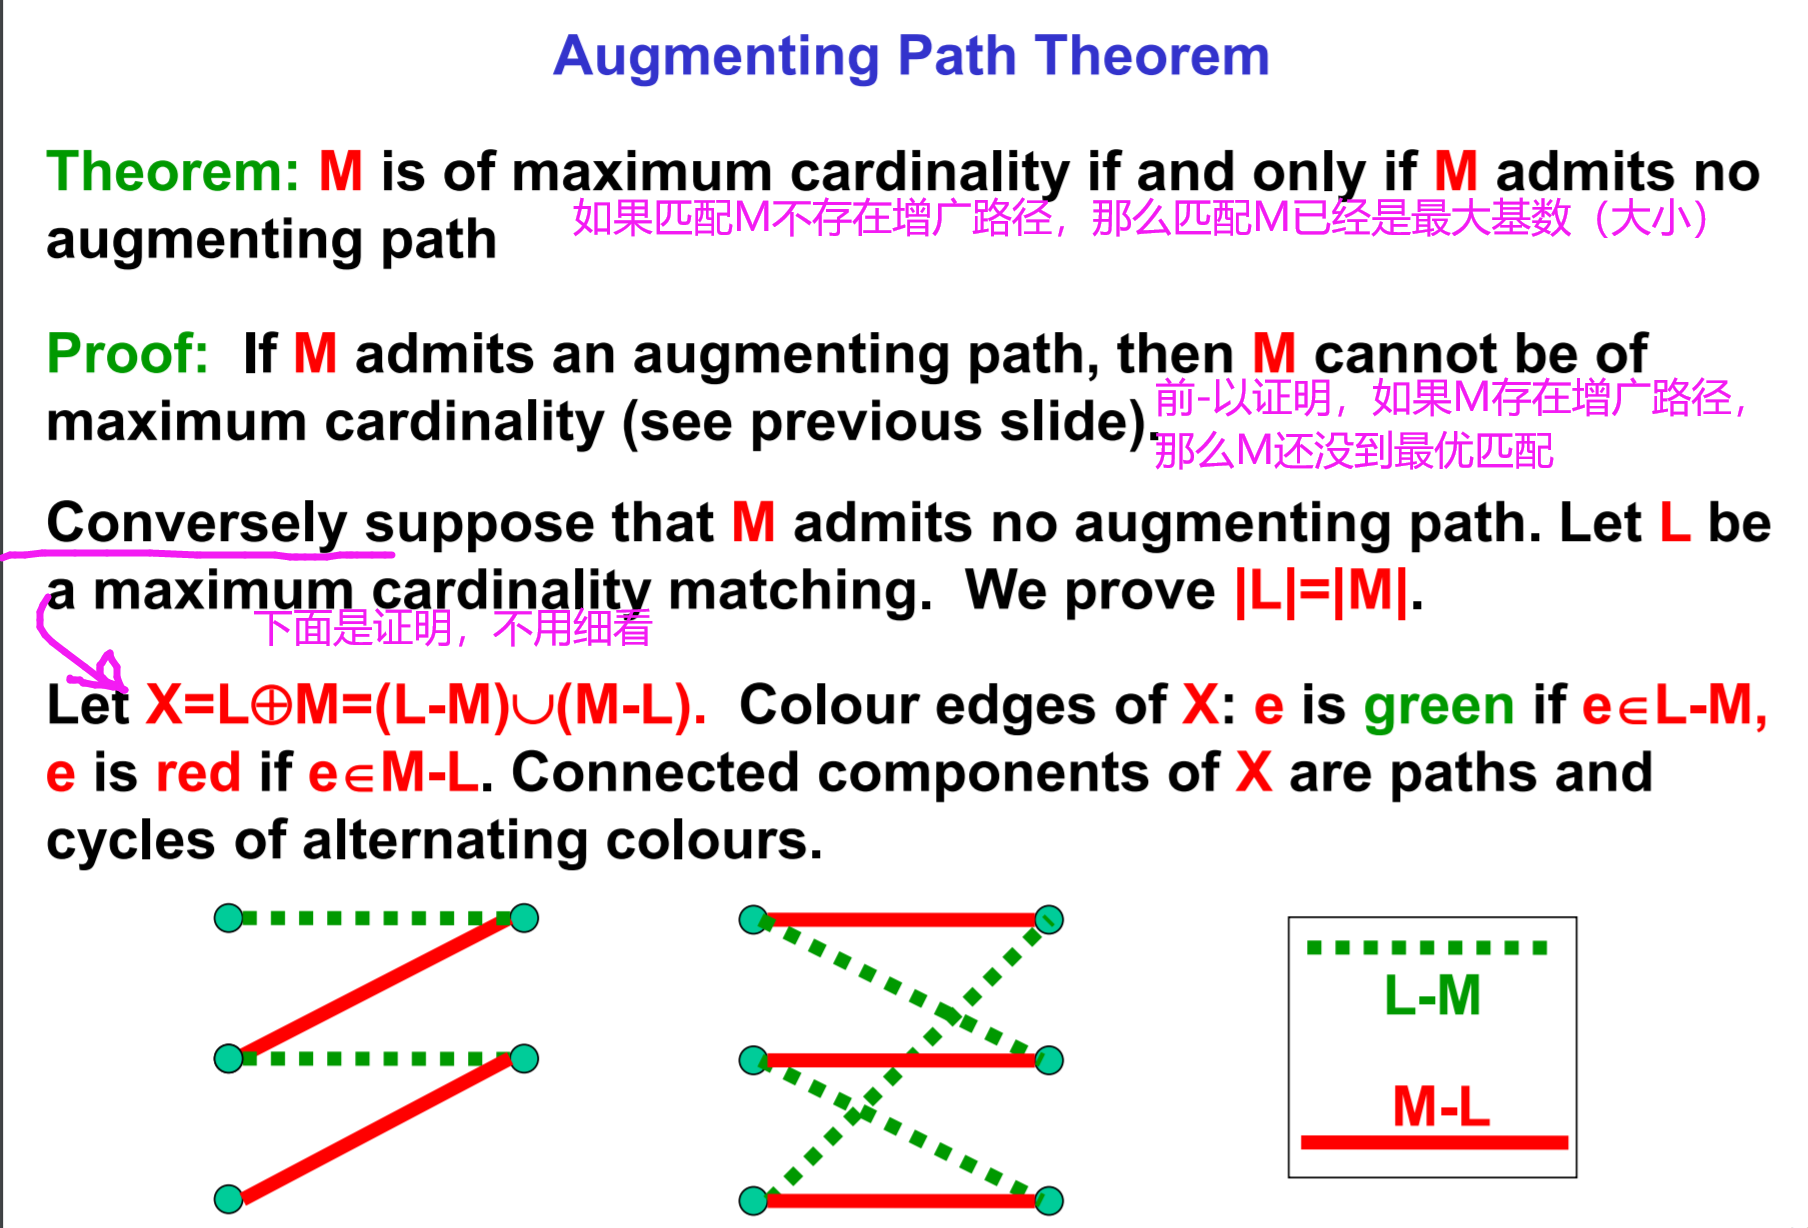 Augmenting Path Theorem
Theorem: M is of maximum cardinality if and only if M admits no
如果匹配M不存在增广路径，那么匹配M已经是最大基数（大小）
augmenting path
Proof: If M admits an augmenting path, then M cannot be of
前-以证明，如果M存在增广路径，
maximum cardinality (see previous slide).
那么M还没到最优匹配
Conversely suppose that M admits no augmenting path. Let L be
a maximum cardinality matching. We prove |L|=|M|.
下面是证明，不用细看
Let X=L⊕M=(L-M)∪(M-L). Colour edges of X: e is green if e∈L-M,
e is red if e∈M-L. Connected components of X are paths and
cycles of alternating colours.
L-M
M-L